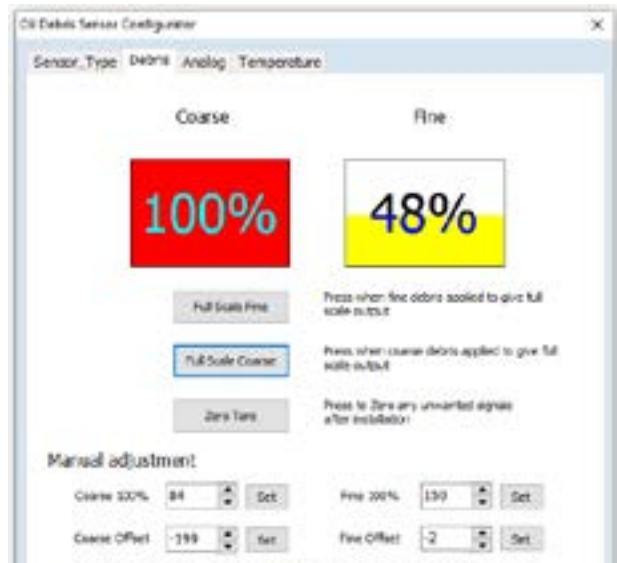 Oil Debris Sensor Configurator
Sensor_Type Debris Analog Temperature
Coarse Fine
100% 48%
Full Scale Fine
Press when fine debris applied to give full
scale output
Full Scale Coarse
Press when coarse debris applied to give full
scale output
Zero Tare
Press to Zero any unwanted signals
after installation
Manual adjustment
Coarse 100% 84 Set Fine 100% 150 Set
Coarse Offset -199 Set Fine Offset -2 Set